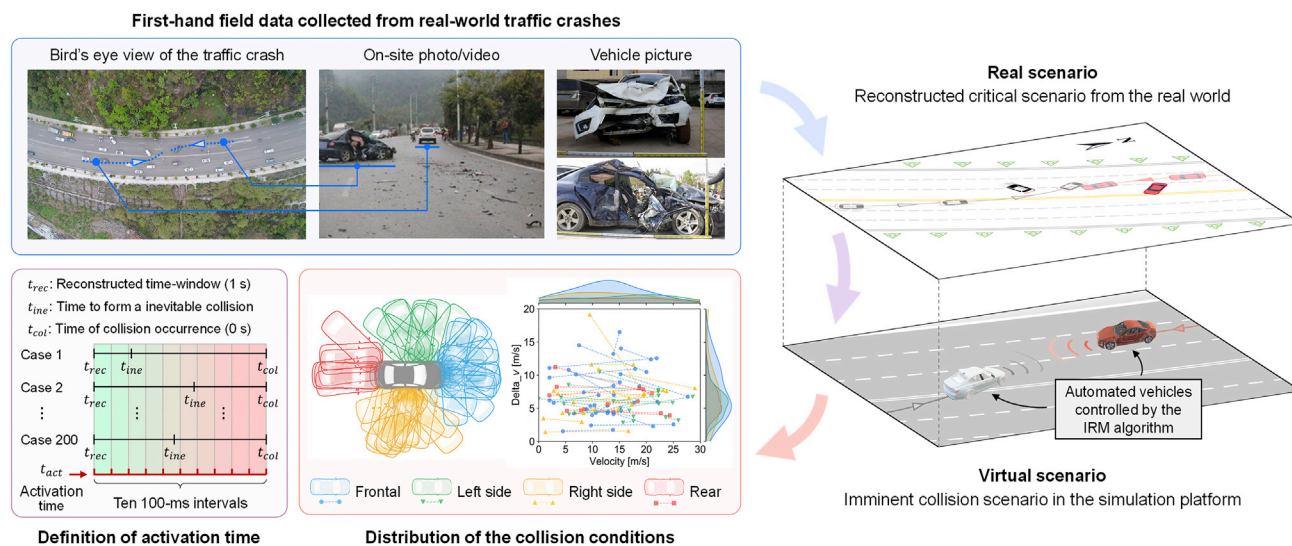 First-hand field data collected from real-world traffic crashes
Bird's eye view of the traffic crash
On-site photo/video
Vehicle picture
Real scenario
Reconstructed critical scenario from the real world
N
t_rec: Reconstructed time-window (1 s)
t_ine: Time to form a inevitable collision
t_col: Time of collision occurrence (0 s)
Case 1
t_rec t_ine t_col
Case 2
t_rec t_ine t_col
⋮ ⋮ ⋮
Case 200
t_rec t_ine t_col
t_act
Activation time
Ten 100-ms intervals
Definition of activation time
Delta_v [m/s]
20
15
10
5
0
0 5 10 15 20 25 30
Velocity [m/s]
Frontal
Left side
Right side
Rear
Distribution of the collision conditions
Automated vehicles
controlled by the
IRM algorithm
Virtual scenario
Imminent collision scenario in the simulation platform